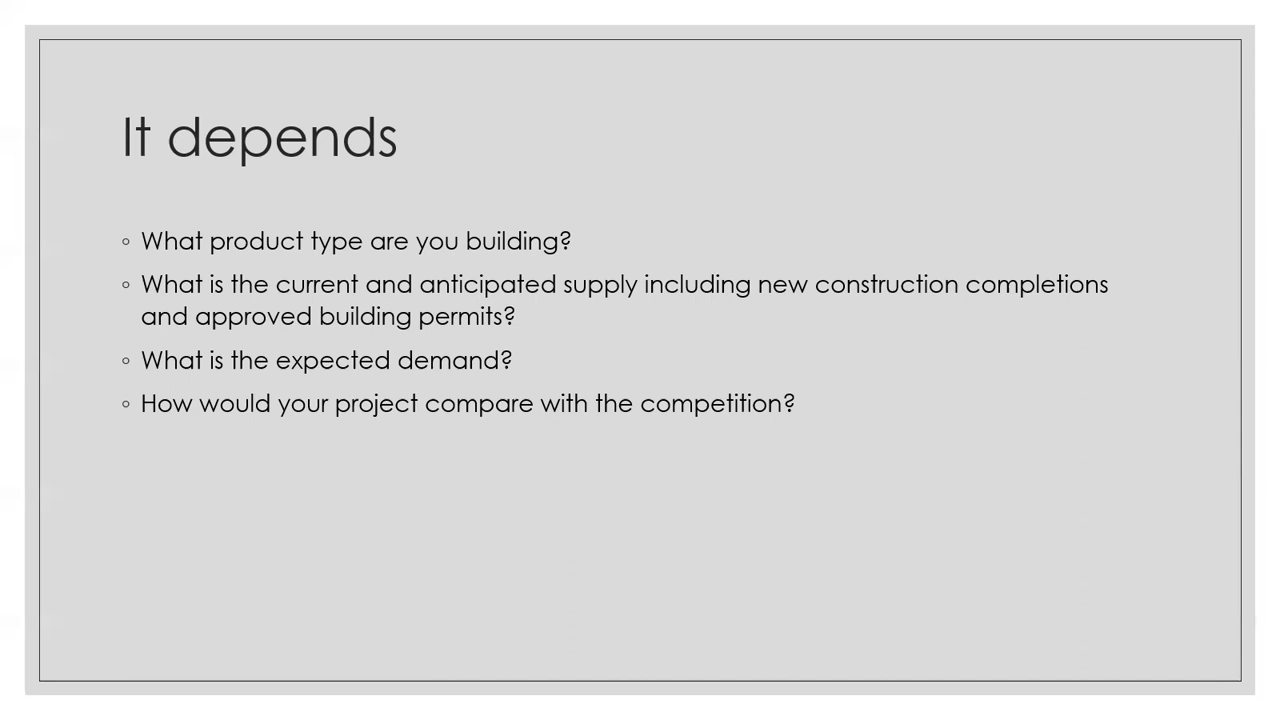 It depends
◦ What product type are you building?
◦ What is the current and anticipated supply including new construction completions
and approved building permits?
◦ What is the expected demand?
◦ How would your project compare with the competition?